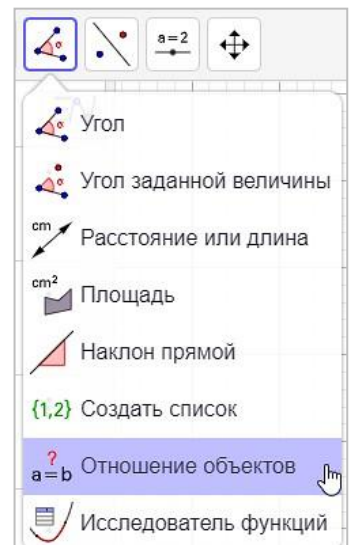 a=2
Угол
Угол заданной величины
cm
Расстояние или длина
cm²
Площадь
Наклон прямой
{1,2} Создать список
?
a=b Отношение объектов
Исследователь функций